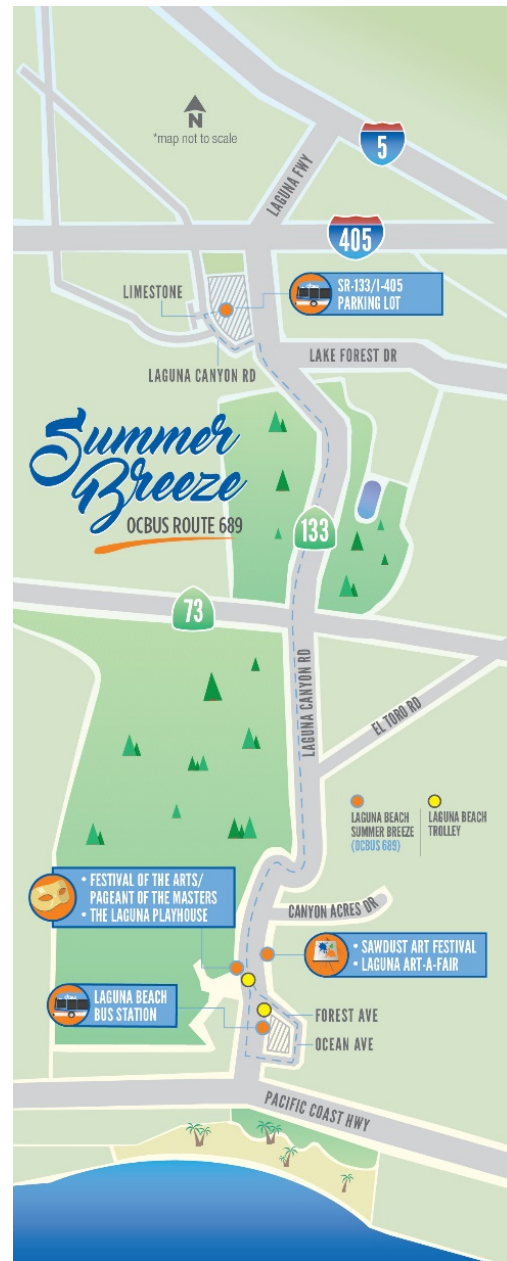 5
N
*map not to scale
LAGUNA FWY
405
LIMESTONE
SR-133/I-405
PARKING LOT
LAKE FOREST DR
LAGUNA CANYON RD
Summer
Breeze
OCBUS ROUTE 689
133
73
LAGUNA CANYON RD
EL TORO RD
LAGUNA BEACH
SUMMER BREEZE
(OCBUS 689)
LAGUNA BEACH
TROLLEY
• FESTIVAL OF THE ARTS/
PAGEANT OF THE MASTERS
• THE LAGUNA PLAYHOUSE
CANYON ACRES DR
• SAWDUST ART FESTIVAL
• LAGUNA ART-A-FAIR
LAGUNA BEACH
BUS STATION
FOREST AVE
OCEAN AVE
PACIFIC COAST HWY